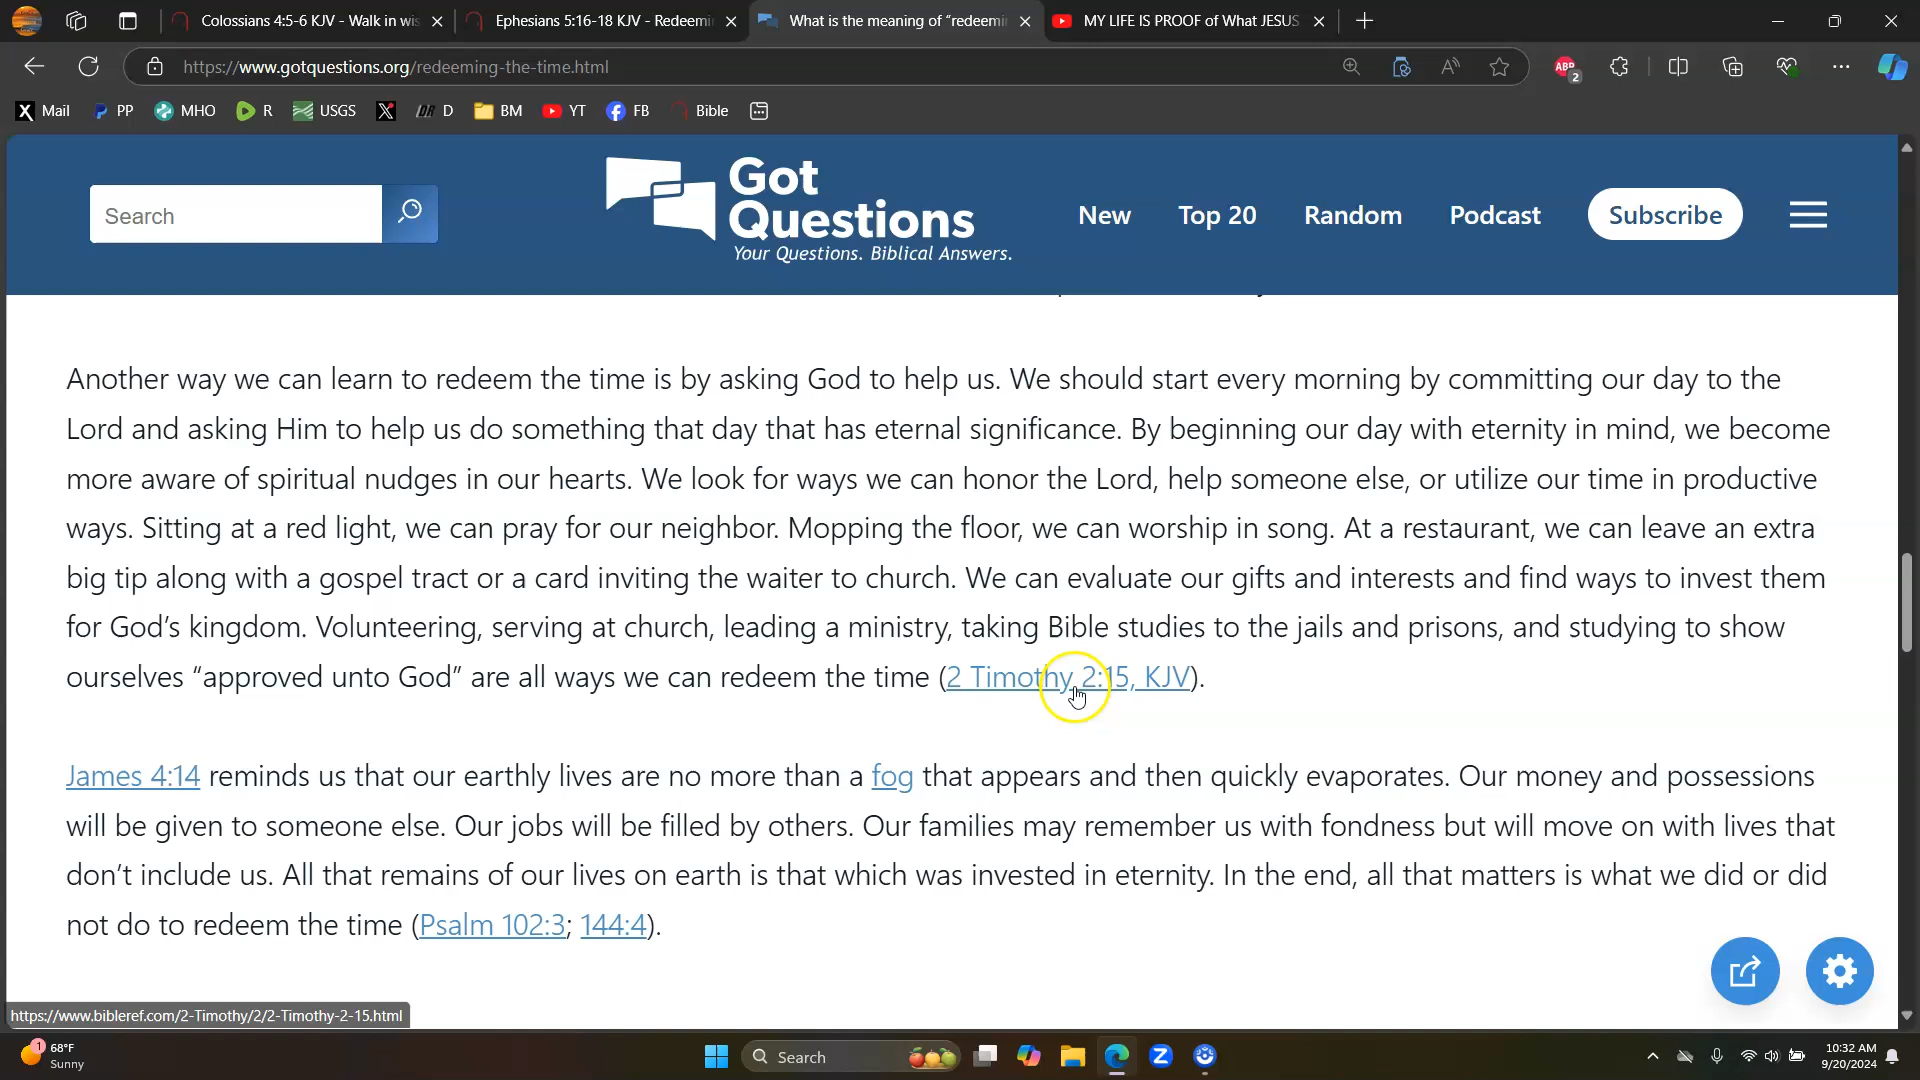 Colossians 4:5-6 KJV - Walk in wis
Ephesians 5:16-18 KJV - Redeemin
What is the meaning of "redeemin
MY LIFE IS PROOF of What JESUS
https://www.gotquestions.org/redeeming-the-time.html
ABP
2
Mail
PP
MHO
R
USGS
DR
D
BM
YT
FB
Bible
Search
Got
Questions
Your Questions. Biblical Answers.
New
Top 20
Random
Podcast
Subscribe
Another way we can learn to redeem the time is by asking God to help us. We should start every morning by committing our day to the
Lord and asking Him to help us do something that day that has eternal significance. By beginning our day with eternity in mind, we become
more aware of spiritual nudges in our hearts. We look for ways we can honor the Lord, help someone else, or utilize our time in productive
ways. Sitting at a red light, we can pray for our neighbor. Mopping the floor, we can worship in song. At a restaurant, we can leave an extra
big tip along with a gospel tract or a card inviting the waiter to church. We can evaluate our gifts and interests and find ways to invest them
for God's kingdom. Volunteering, serving at church, leading a ministry, taking Bible studies to the jails and prisons, and studying to show
ourselves "approved unto God" are all ways we can redeem the time (2 Timothy 2:15, KJV).
James 4:14 reminds us that our earthly lives are no more than a fog that appears and then quickly evaporates. Our money and possessions
will be given to someone else. Our jobs will be filled by others. Our families may remember us with fondness but will move on with lives that
don't include us. All that remains of our lives on earth is that which was invested in eternity. In the end, all that matters is what we did or did
not do to redeem the time (Psalm 102:3; 144:4).
https://www.bibleref.com/2-Timothy/2/2-Timothy-2-15.html
1
68°F
Sunny
Search
10:32 AM
9/20/2024